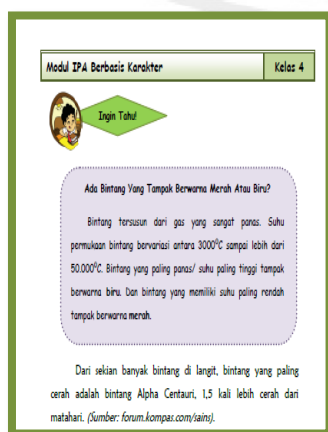 Modul IPA Berbasis Karakter
Kelas 4
Ingin Tahu!
Ada Bintang Yang Tampak Berwarna Merah Atau Biru?
Bintang tersusun dari gas yang sangat panas. Suhu
permukaan bintang bervariasi antara 3000⁰C sampai lebih dari
50.000⁰C. Bintang yang paling panas/ suhu paling tinggi tampak
berwarna biru. Dan bintang yang memiliki suhu paling rendah
tampak berwarna merah.
Dari sekian banyak bintang di langit, bintang yang paling
cerah adalah bintang Alpha Centauri, 1,5 kali lebih cerah dari
matahari. (Sumber: forum.kompas.com/sains).